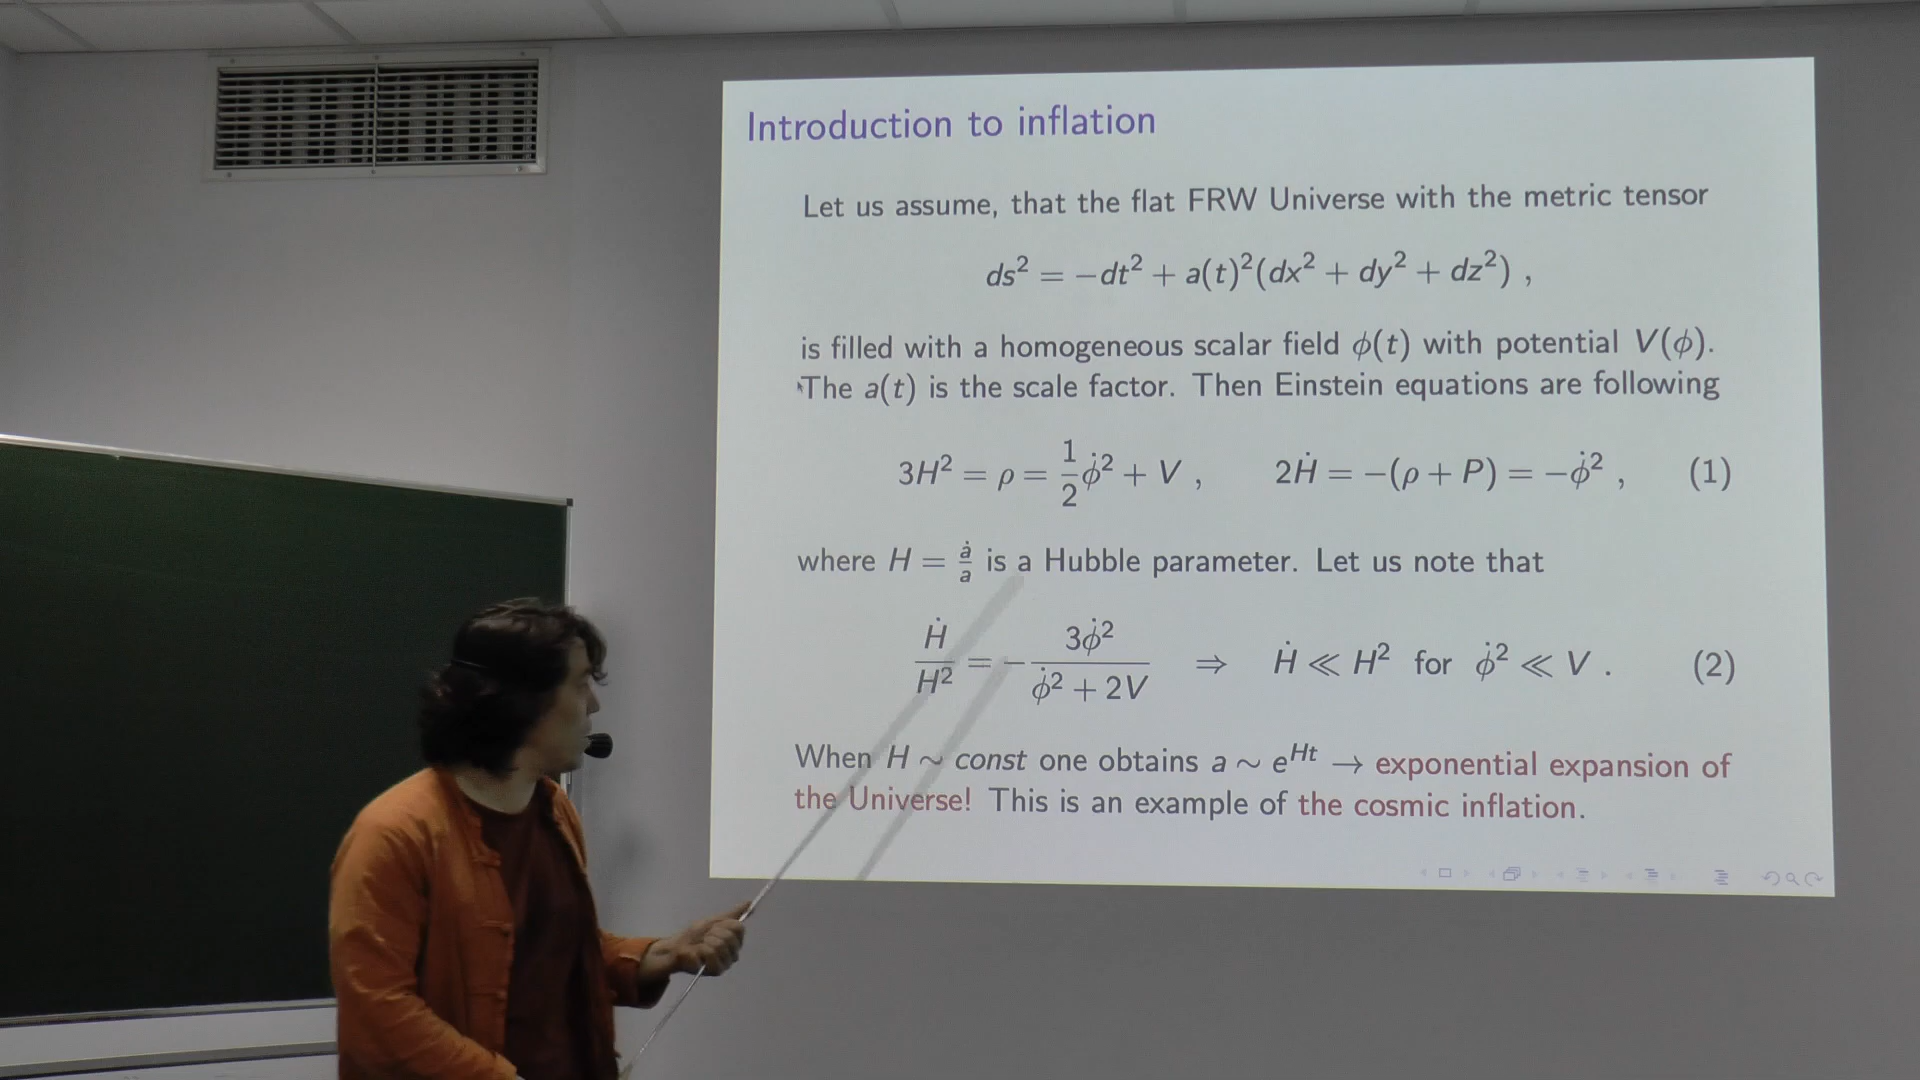 Introduction to inflation
Let us assume, that the flat FRW Universe with the metric tensor
ds² = −dt² + a(t)²(dx² + dy² + dz²) ,
is filled with a homogeneous scalar field ϕ(t) with potential V(ϕ).
The a(t) is the scale factor. Then Einstein equations are following
3H² = ρ = 1/2 ϕ̇² + V , 2Ḣ = −(ρ + P) = −ϕ̇² , (1)
where H = ȧ/a is a Hubble parameter. Let us note that
Ḣ/H² = − 3ϕ̇²/(ϕ̇² + 2V) ⇒ Ḣ ≪ H² for ϕ̇² ≪ V . (2)
When H ∼ const one obtains a ∼ e^{Ht} → exponential expansion of
the Universe! This is an example of the cosmic inflation.